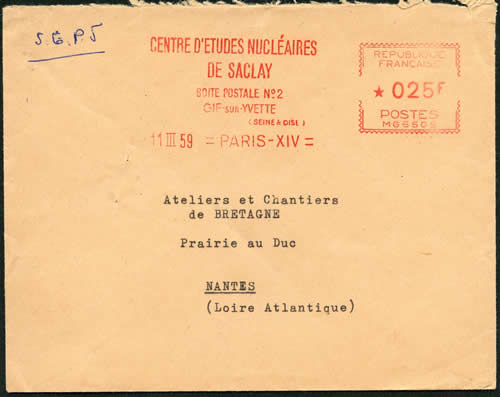 S.G.P.J
CENTRE D'ETUDES NUCLÉAIRES
DE SACLAY
BOITE POSTALE Nº2
GIF-SUR-YVETTE
(SEINE & OISE)
11 III 59 = PARIS-XIV =
REPUBLIQUE
FRANÇAISE
★ 025F
POSTES
Ateliers et Chantiers
de BRETAGNE
Prairie au Duc
NANTES
(Loire Atlantique)